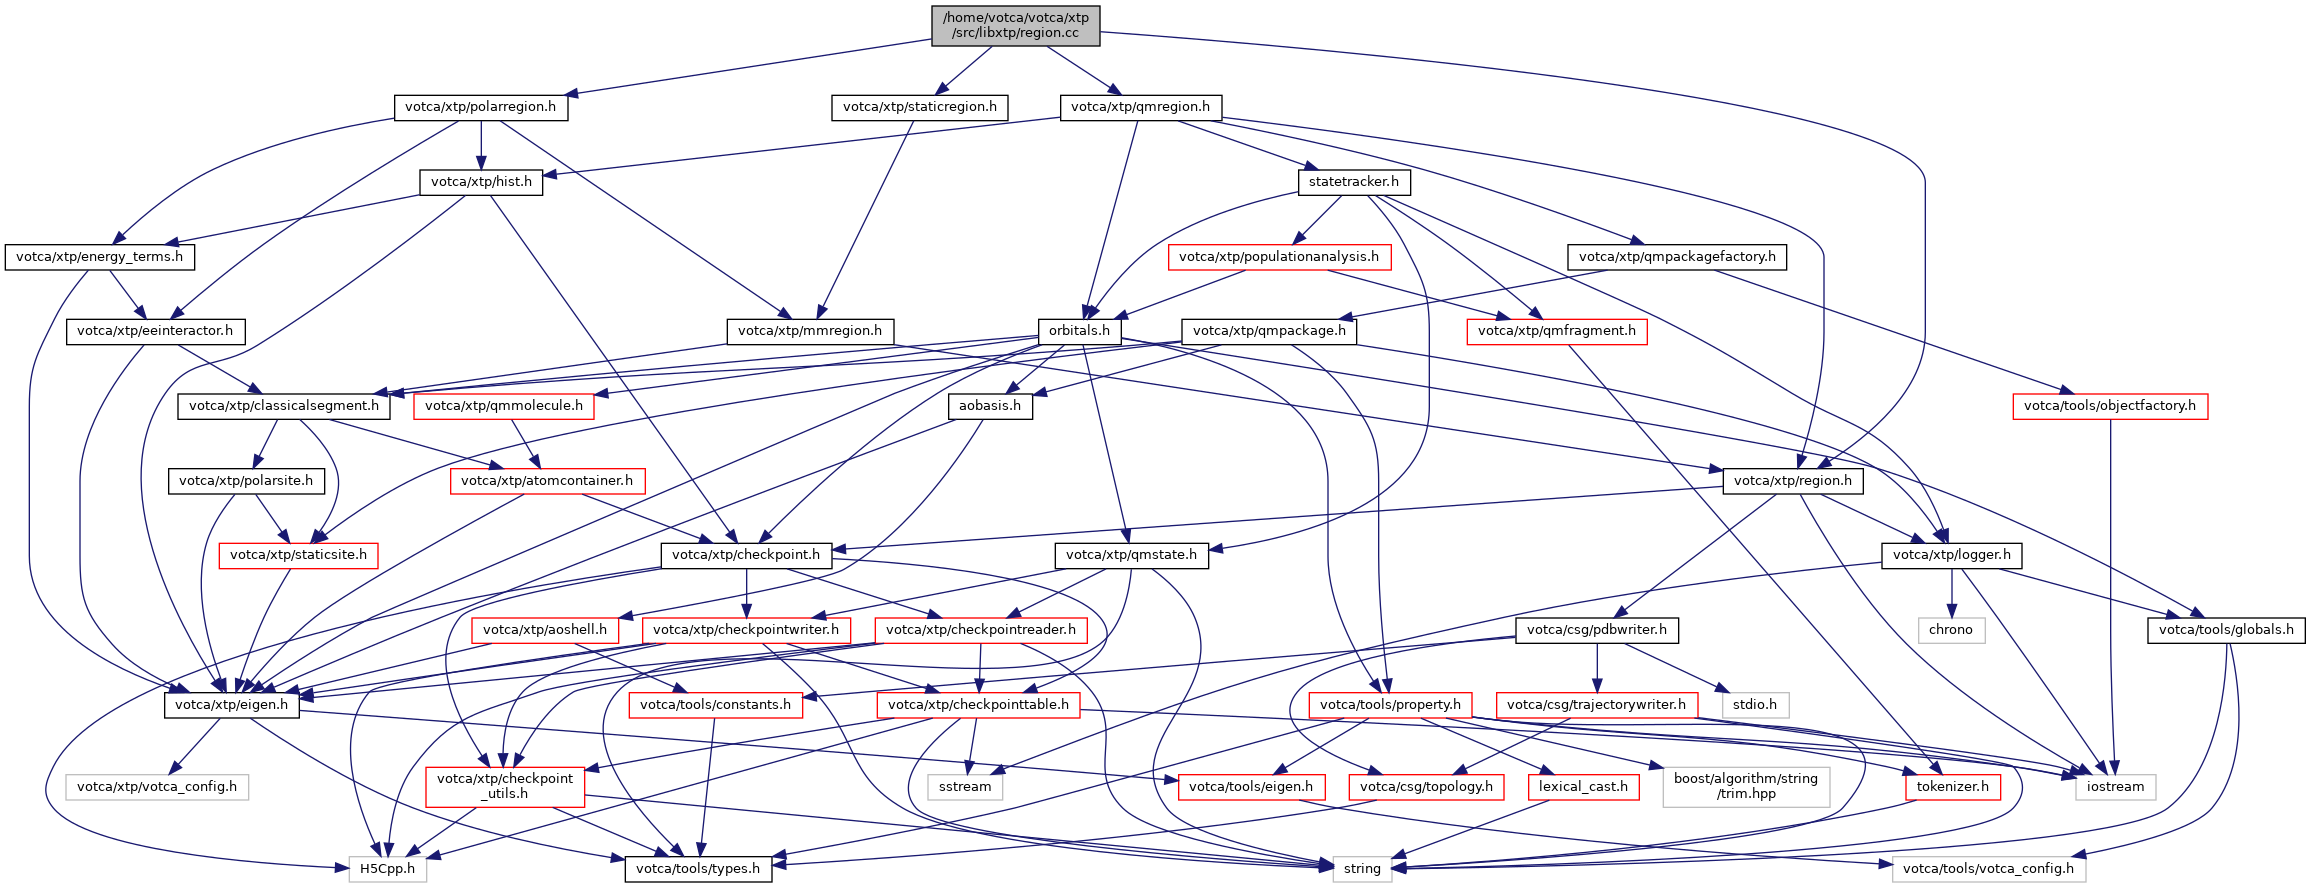 /home/votca/votca/xtp
/src/libxtp/region.cc
votca/xtp/polarregion.h
votca/xtp/staticregion.h
votca/xtp/qmregion.h
votca/xtp/hist.h
statetracker.h
votca/xtp/energy_terms.h
votca/xtp/populationanalysis.h
votca/xtp/qmpackagefactory.h
votca/xtp/eeinteractor.h
votca/xtp/mmregion.h
orbitals.h
votca/xtp/qmpackage.h
votca/xtp/qmfragment.h
votca/xtp/classicalsegment.h
votca/xtp/qmmolecule.h
aobasis.h
votca/tools/objectfactory.h
votca/xtp/polarsite.h
votca/xtp/atomcontainer.h
votca/xtp/region.h
votca/xtp/staticsite.h
votca/xtp/checkpoint.h
votca/xtp/qmstate.h
votca/xtp/logger.h
votca/xtp/aoshell.h
votca/xtp/checkpointwriter.h
votca/xtp/checkpointreader.h
votca/csg/pdbwriter.h
chrono
votca/tools/globals.h
votca/xtp/eigen.h
votca/tools/constants.h
votca/xtp/checkpointtable.h
votca/tools/property.h
votca/csg/trajectorywriter.h
stdio.h
votca/xtp/votca_config.h
votca/xtp/checkpoint
_utils.h
sstream
votca/tools/eigen.h
votca/csg/topology.h
lexical_cast.h
boost/algorithm/string
/trim.hpp
tokenizer.h
iostream
H5Cpp.h
votca/tools/types.h
string
votca/tools/votca_config.h